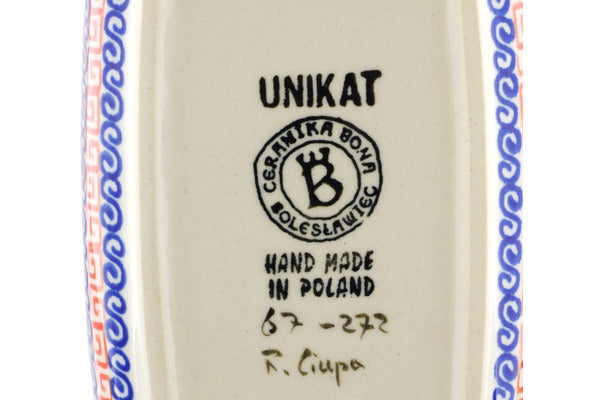 UNIKAT
CERAMIKA BONA
BOLESŁAWIEC
B
HAND MADE
IN POLAND
67-272
R. Ciupa